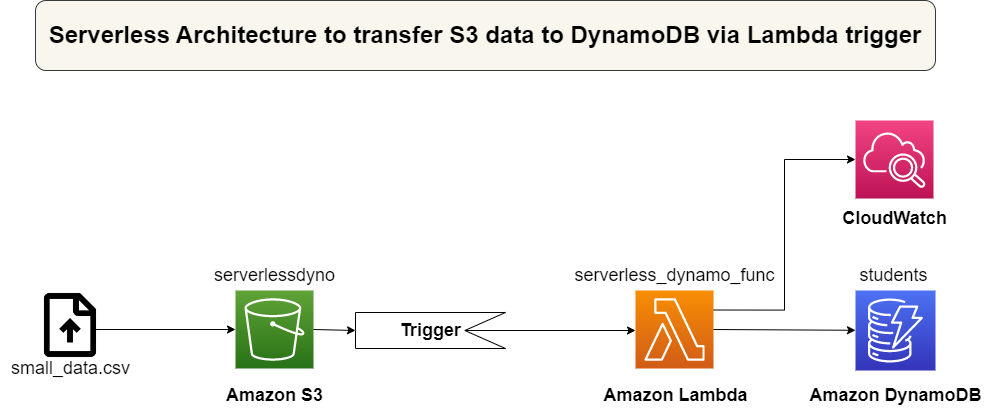 Serverless Architecture to transfer S3 data to DynamoDB via Lambda trigger
CloudWatch
serverlessdyno
serverless_dynamo_func
students
Trigger
small_data.csv
Amazon S3
Amazon Lambda
Amazon DynamoDB